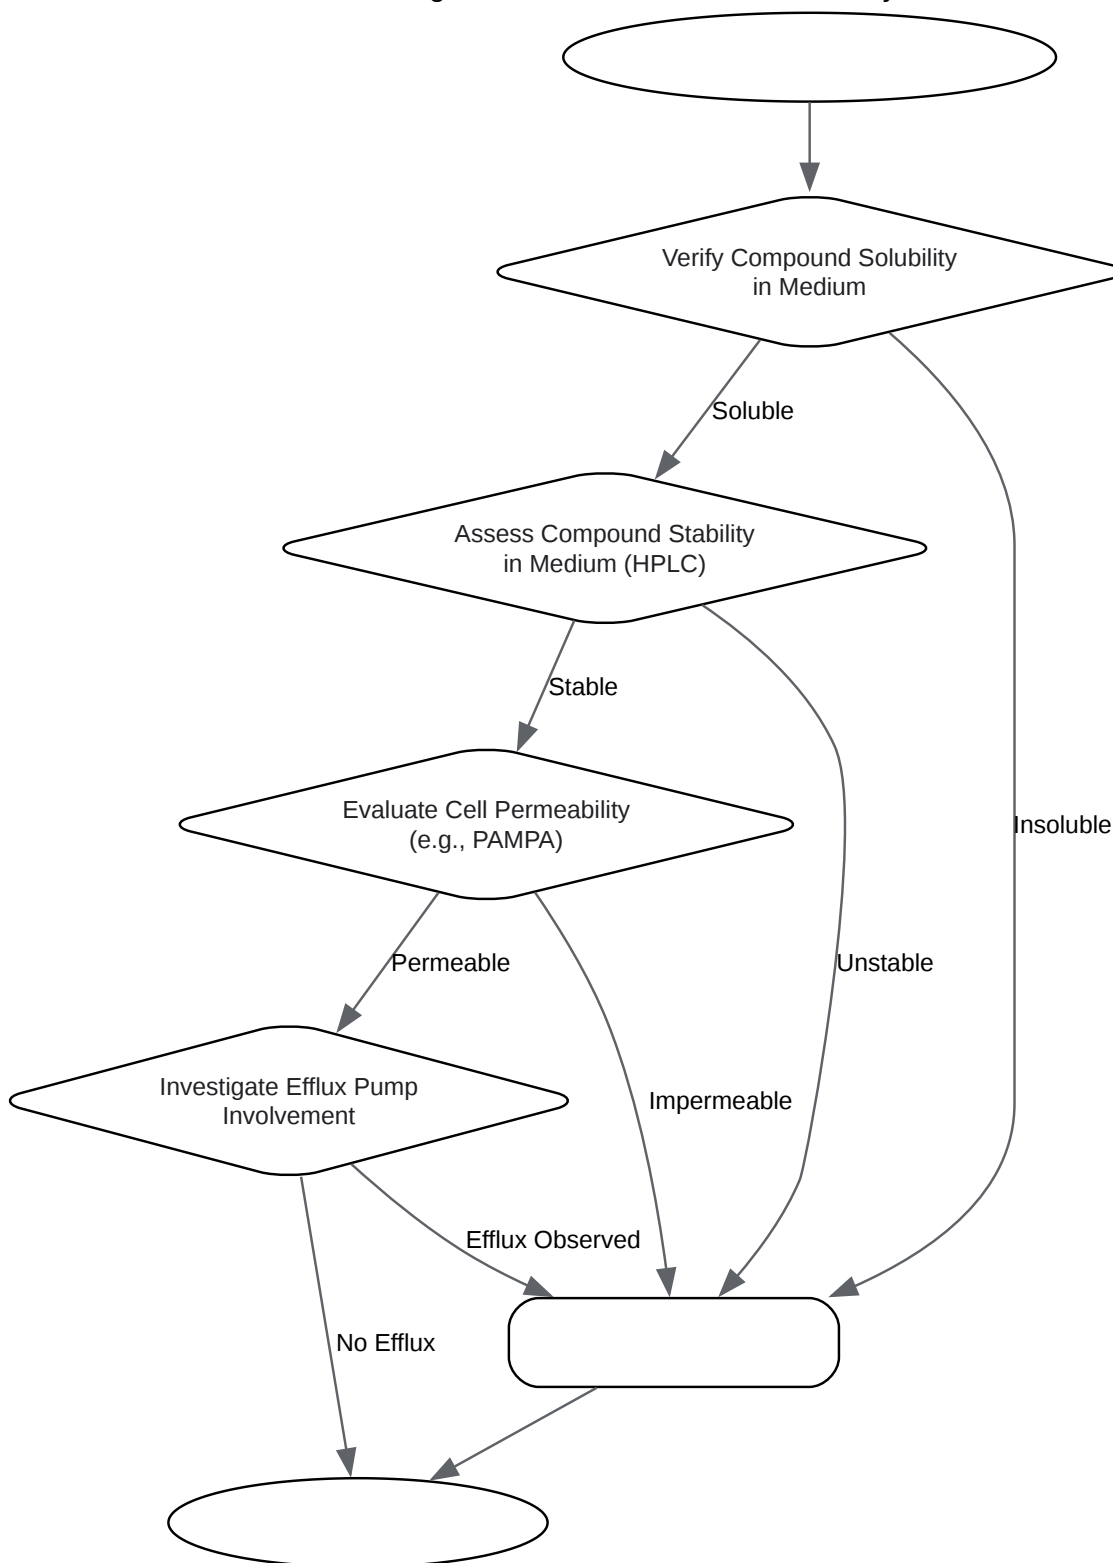 Verify Compound Solubility
in Medium
Soluble
Assess Compound Stability
in Medium (HPLC)
Stable
Evaluate Cell Permeability
(e.g., PAMPA)
Insoluble
Permeable
Unstable
Investigate Efflux Pump
Involvement
Impermeable
Efflux Observed
No Efflux